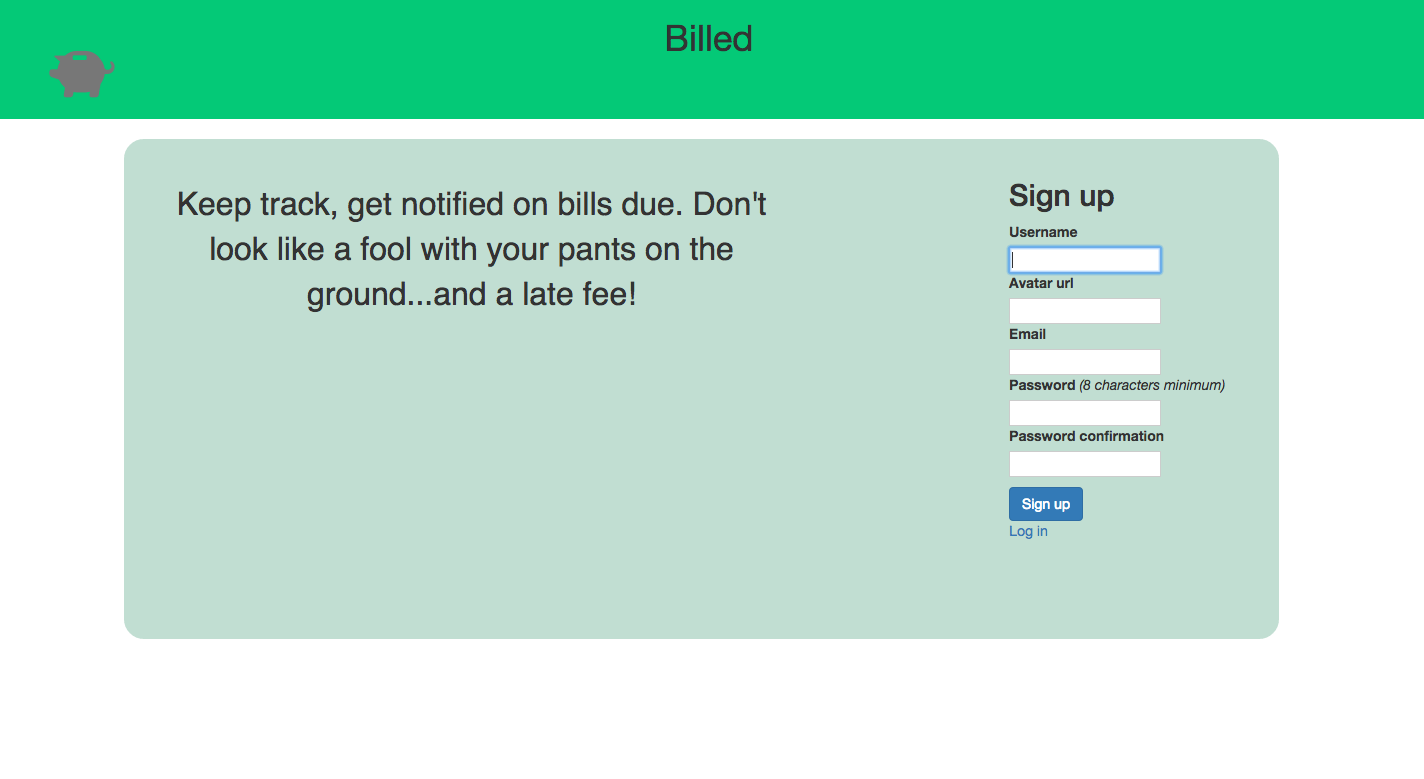 Billed
Keep track, get notified on bills due. Don't
look like a fool with your pants on the
ground...and a late fee!
Sign up
Username
Avatar url
Email
Password (8 characters minimum)
Password confirmation
Sign up
Log in